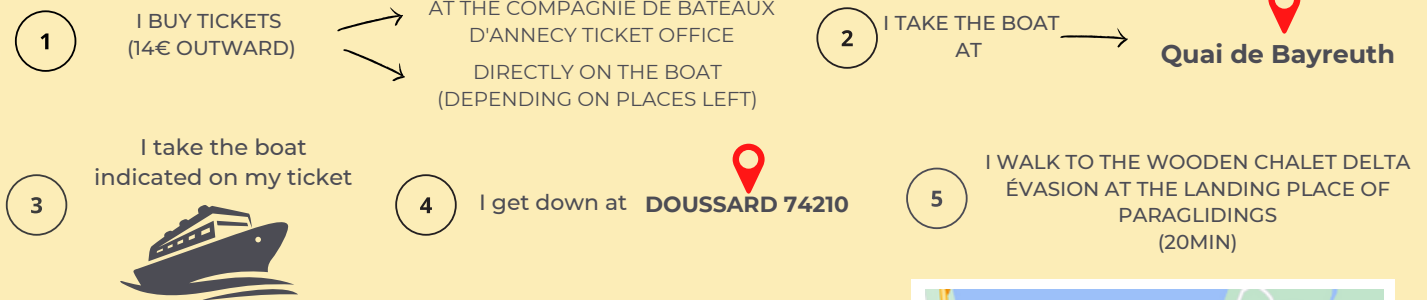 1
I BUY TICKETS
(14€ OUTWARD)
AT THE COMPAGNIE DE BATEAUX
D'ANNECY TICKET OFFICE
DIRECTLY ON THE BOAT
(DEPENDING ON PLACES LEFT)
2
I TAKE THE BOAT
AT
Quai de Bayreuth
3
I take the boat
indicated on my ticket
4
I get down at DOUSSARD 74210
5
I WALK TO THE WOODEN CHALET DELTA
ÉVASION AT THE LANDING PLACE OF
PARAGLIDINGS
(20MIN)